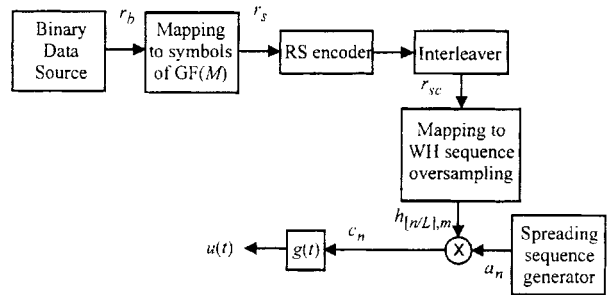 Binary
Data
Source
r_b
Mapping
to symbols
of GF(M)
r_s
RS encoder
Interleaver
r_sc
Mapping to
WH sequence
oversampling
h_[n/L],m
u(t)
g(t)
c_n
X
a_n
Spreading
sequence
generator